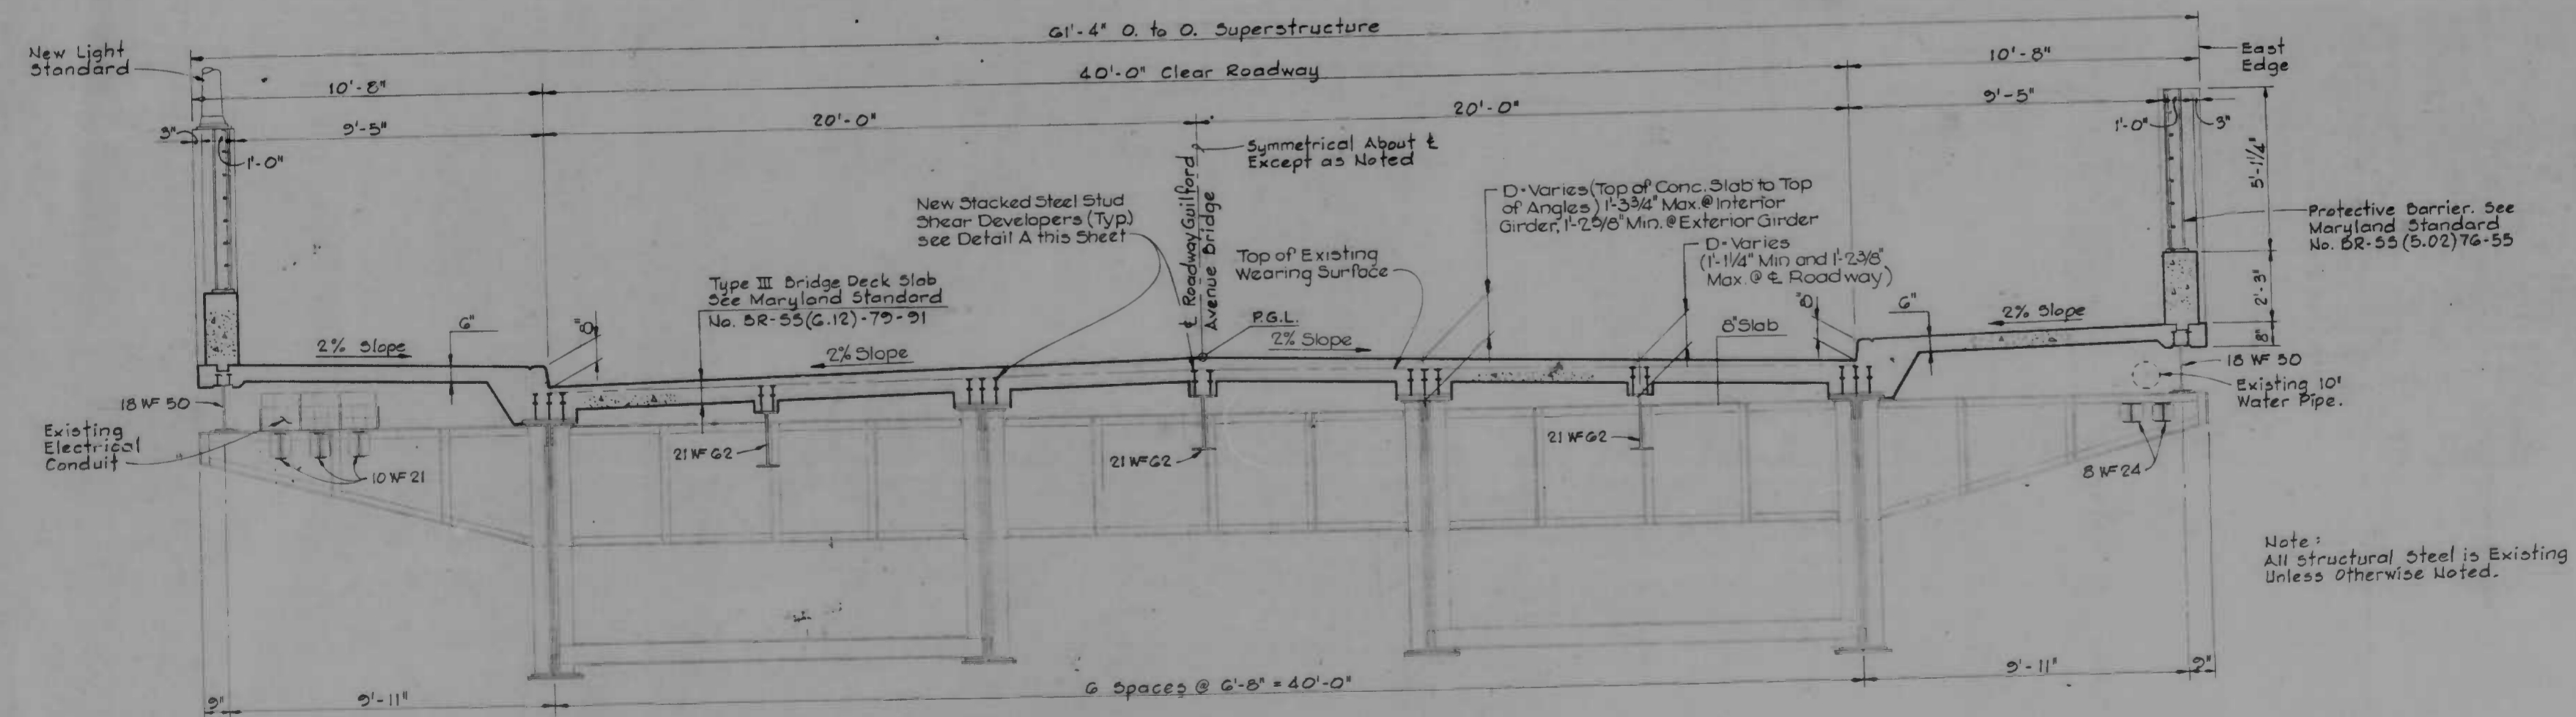 61'-4" O. to O. Superstructure
New Light
Standard
10'-8"
40'-0" Clear Roadway
10'-8"
East
Edge
3"
9'-5"
1'-0"
20'-0"
20'-0"
9'-5"
1'-0"
3"
Symmetrical About ℄
Except as Noted
℄ Roadway Guilford
Avenue Bridge
New Stacked Steel Stud
Shear Developers (Typ.)
see Detail A this Sheet
D-Varies (Top of Conc. Slab to Top
of Angles) 1'-3 3/4" Max. @ Interior
Girder, 1'-2 5/8" Min. @ Exterior Girder
D-Varies
(1'-1 1/4" Min and 1'-2 3/8"
Max. @ ℄ Roadway)
Top of Existing
Wearing Surface
5'-1 1/4"
Protective Barrier. See
Maryland Standard
No. BR-SS (5.02) 76-55
Type III Bridge Deck Slab
See Maryland Standard
No. BR-SS (6.12)-79-91
2% Slope
6"
8"
2% Slope
P.G.L.
2% Slope
8" Slab
8"
6"
2% Slope
2'-3"
8"
18 WF 50
18 WF 50
Existing 10"
Water Pipe.
Existing
Electrical
Conduit
10 WF 21
21 WF 62
21 WF 62
21 WF 62
8 WF 24
Note:
All Structural Steel is Existing
Unless Otherwise Noted.
9"
9'-11"
6 Spaces @ 6'-8" = 40'-0"
9'-11"
9"